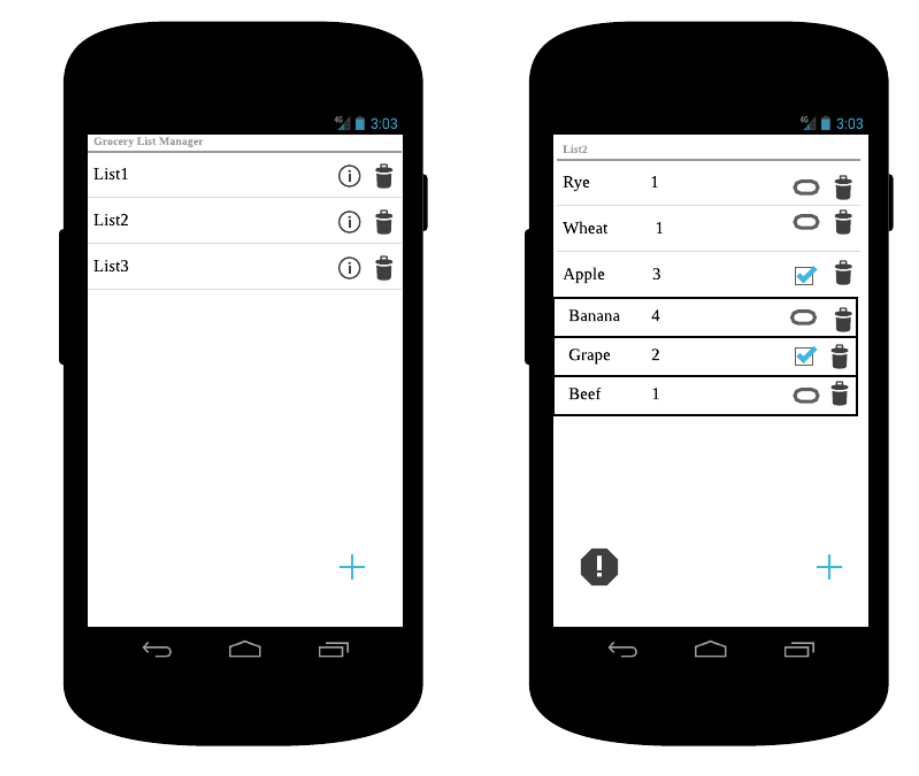 4G 3:03
Grocery List Manager
List1
List2
List3
4G 3:03
List2
Rye 1
Wheat 1
Apple 3
Banana 4
Grape 2
Beef 1